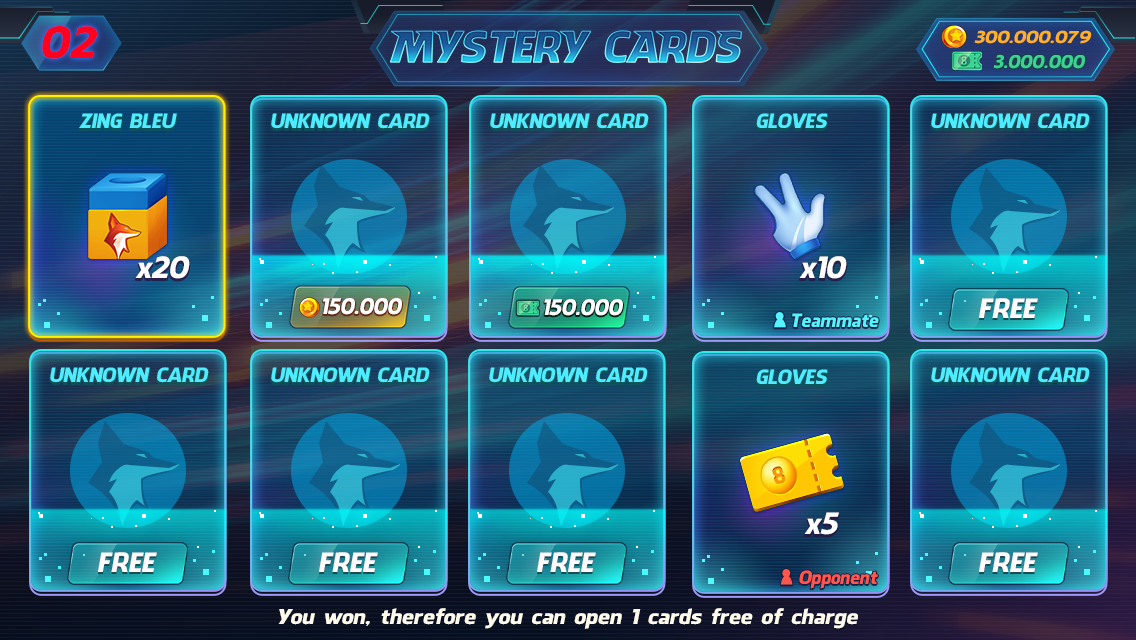 02
MYSTERY CARDS
300.000.079
8 3.000.000
ZING BLEU
x20
UNKNOWN CARD
150.000
UNKNOWN CARD
8 150.000
GLOVES
x10
Teammate
UNKNOWN CARD
FREE
UNKNOWN CARD
FREE
UNKNOWN CARD
FREE
UNKNOWN CARD
FREE
GLOVES
8
x5
Opponent
UNKNOWN CARD
FREE
You won, therefore you can open 1 cards free of charge